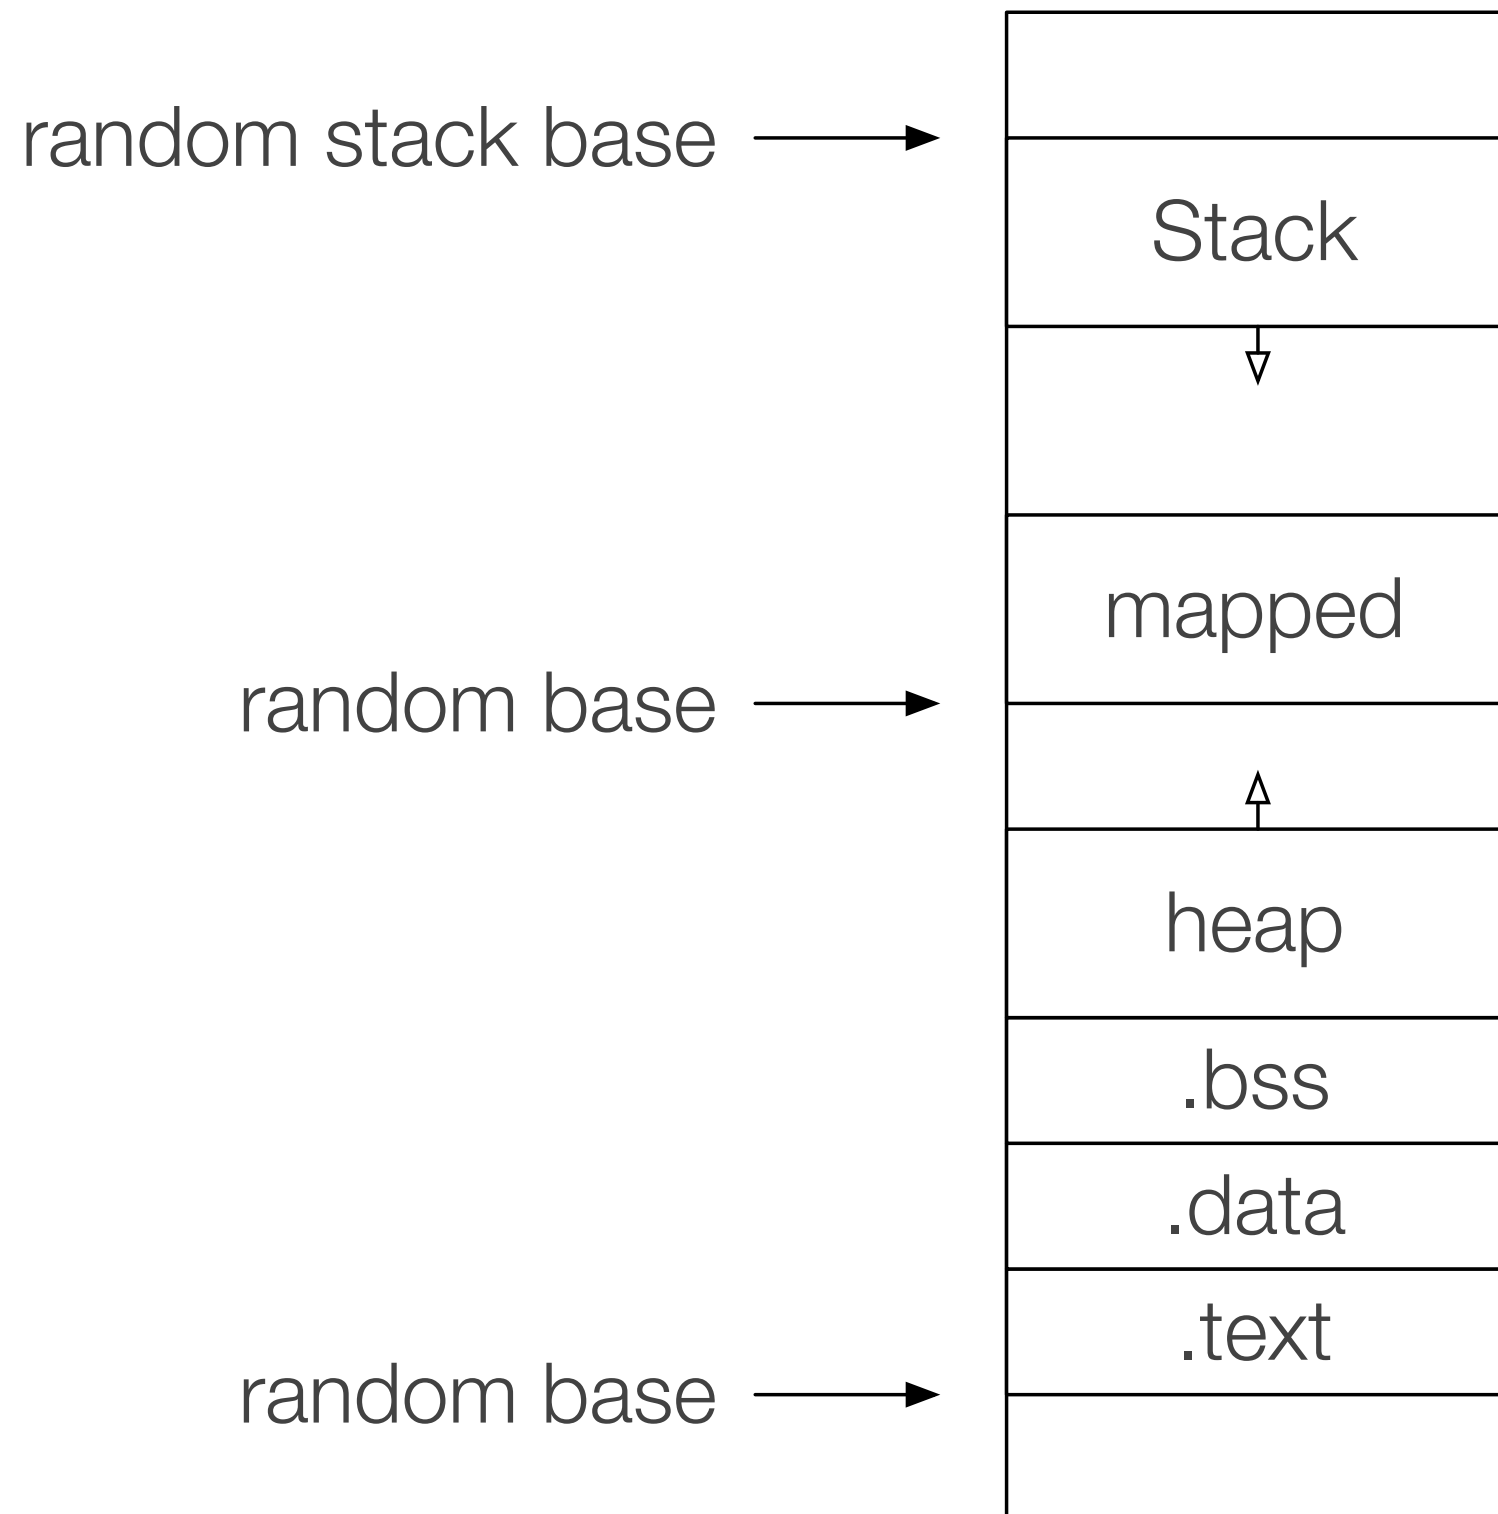 random stack base
Stack
mapped
random base
heap
.bss
.data
.text
random base